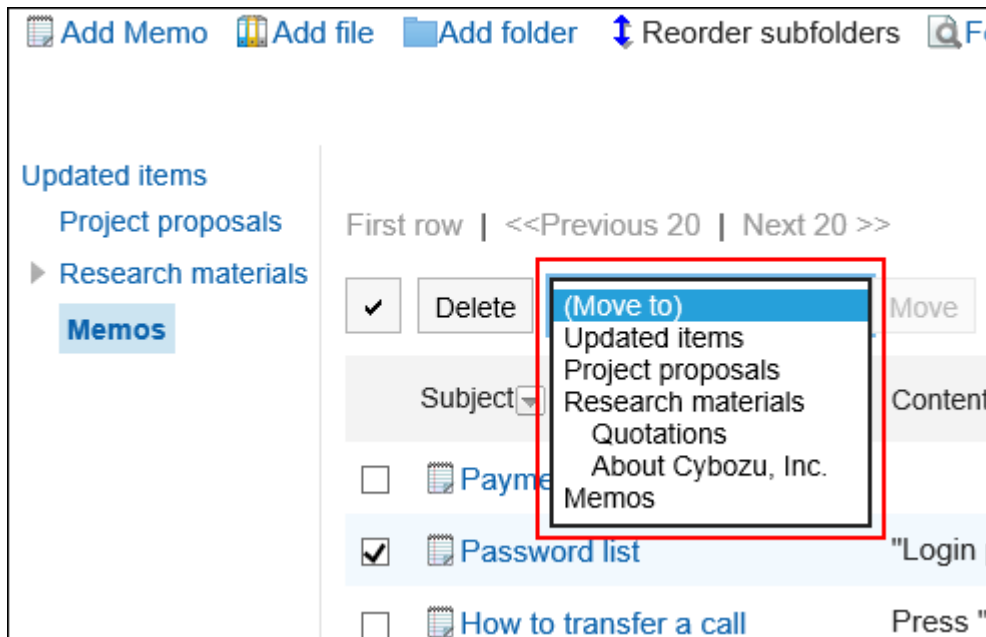 Add Memo Add file Add folder Reorder subfolders
Updated items
Project proposals
Research materials
Memos
First row | <<Previous 20 | Next 20 >>
Delete
(Move to)
Updated items
Project proposals
Research materials
Quotations
About Cybozu, Inc.
Memos
Move
Subject Content
Password list "Login
How to transfer a call Press "